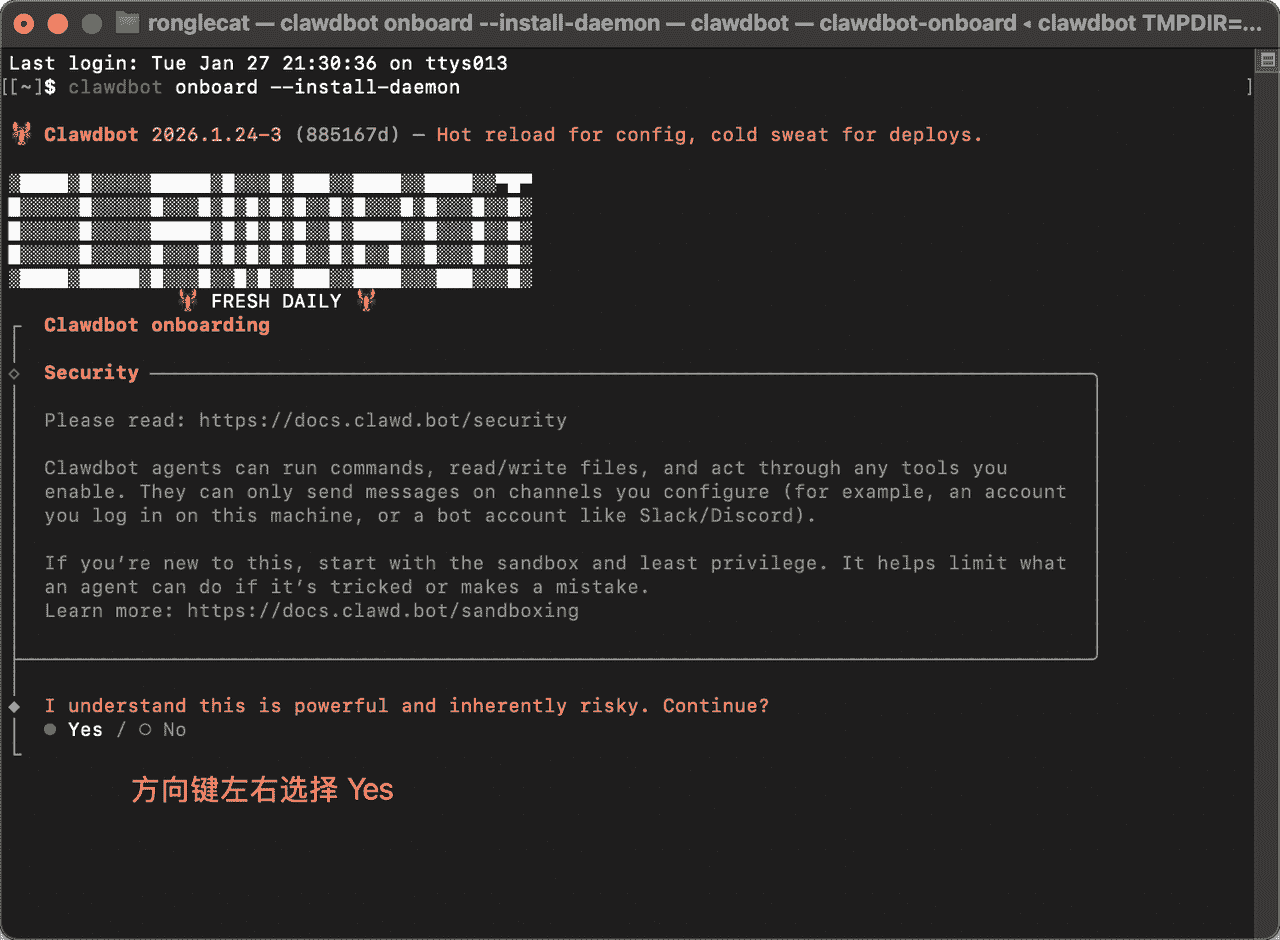 ronglecat — clawdbot onboard --install-daemon — clawdbot — clawdbot-onboard ◂ clawdbot TMPDIR=...
Last login: Tue Jan 27 21:30:36 on ttys013
[[~]$ clawdbot onboard --install-daemon ]
🦞 Clawdbot 2026.1.24-3 (885167d) — Hot reload for config, cold sweat for deploys.
CLAWDBOT
🦞 FRESH DAILY 🦞
Clawdbot onboarding
Security
Please read: https://docs.clawd.bot/security
Clawdbot agents can run commands, read/write files, and act through any tools you
enable. They can only send messages on channels you configure (for example, an account
you log in on this machine, or a bot account like Slack/Discord).
If you’re new to this, start with the sandbox and least privilege. It helps limit what
an agent can do if it’s tricked or makes a mistake.
Learn more: https://docs.clawd.bot/sandboxing
I understand this is powerful and inherently risky. Continue?
● Yes / ○ No
方向键左右选择 Yes